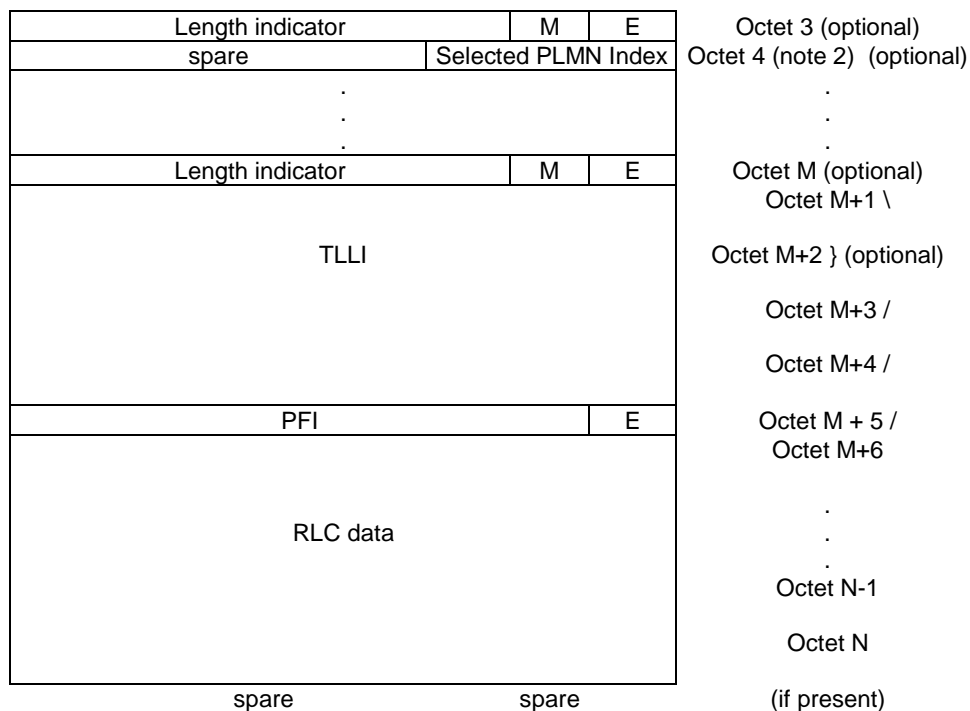 Length indicator M E Octet 3 (optional)
spare Selected PLMN Index Octet 4 (note 2) (optional)
. .
. .
. .
Length indicator M E Octet M (optional)
Octet M+1 \
TLLI Octet M+2 } (optional)
Octet M+3 /
Octet M+4 /
PFI E Octet M + 5 /
Octet M+6
.
RLC data .
.
Octet N-1
Octet N
spare spare (if present)